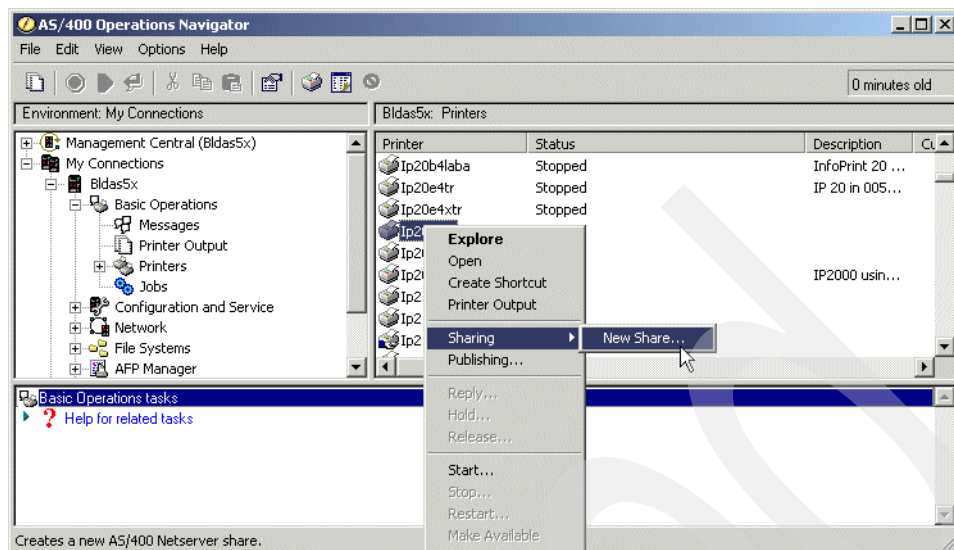 AS/400 Operations Navigator
File Edit View Options Help
0 minutes old
Environment: My Connections
Bldas5x: Printers
Management Central (Bldas5x)
My Connections
Bldas5x
Basic Operations
Messages
Printer Output
Printers
Jobs
Configuration and Service
Network
File Systems
AFP Manager
Printer Status Description
Ip20b4laba Stopped InfoPrint 20 ...
Ip20e4tr Stopped IP 20 in 005...
Ip20e4xtr Stopped
IP2000 usin...
Explore
Open
Create Shortcut
Printer Output
Sharing
New Share...
Publishing...
Reply...
Hold...
Release...
Start...
Stop...
Restart...
Make Available
Basic Operations tasks
? Help for related tasks
Creates a new AS/400 Netserver share.